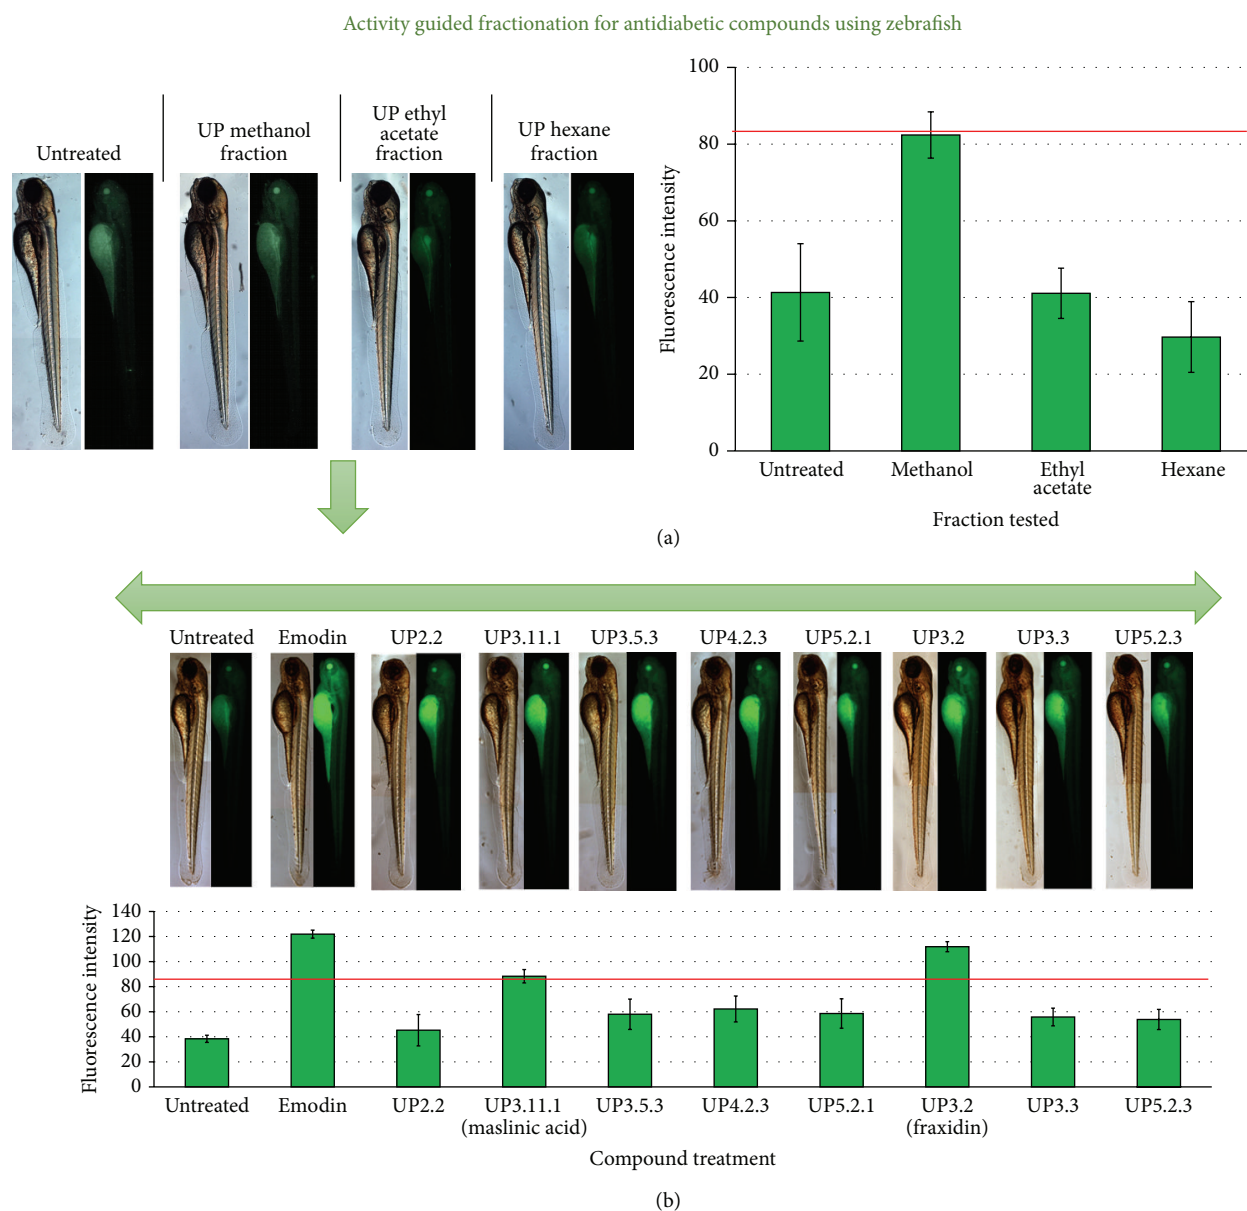 Activity guided fractionation for antidiabetic compounds using zebrafish
Untreated
UP methanol
fraction
UP ethyl
acetate
fraction
UP hexane
fraction
Fluorescence intensity
100
80
60
40
20
0
Untreated
Methanol
Ethyl
acetate
Hexane
Fraction tested
(a)
Untreated
Emodin
UP2.2
UP3.11.1
UP3.5.3
UP4.2.3
UP5.2.1
UP3.2
UP3.3
UP5.2.3
Fluorescence intensity
140
120
100
80
60
40
20
0
Untreated
Emodin
UP2.2
UP3.11.1
(maslinic acid)
UP3.5.3
UP4.2.3
UP5.2.1
UP3.2
(fraxidin)
UP3.3
UP5.2.3
Compound treatment
(b)